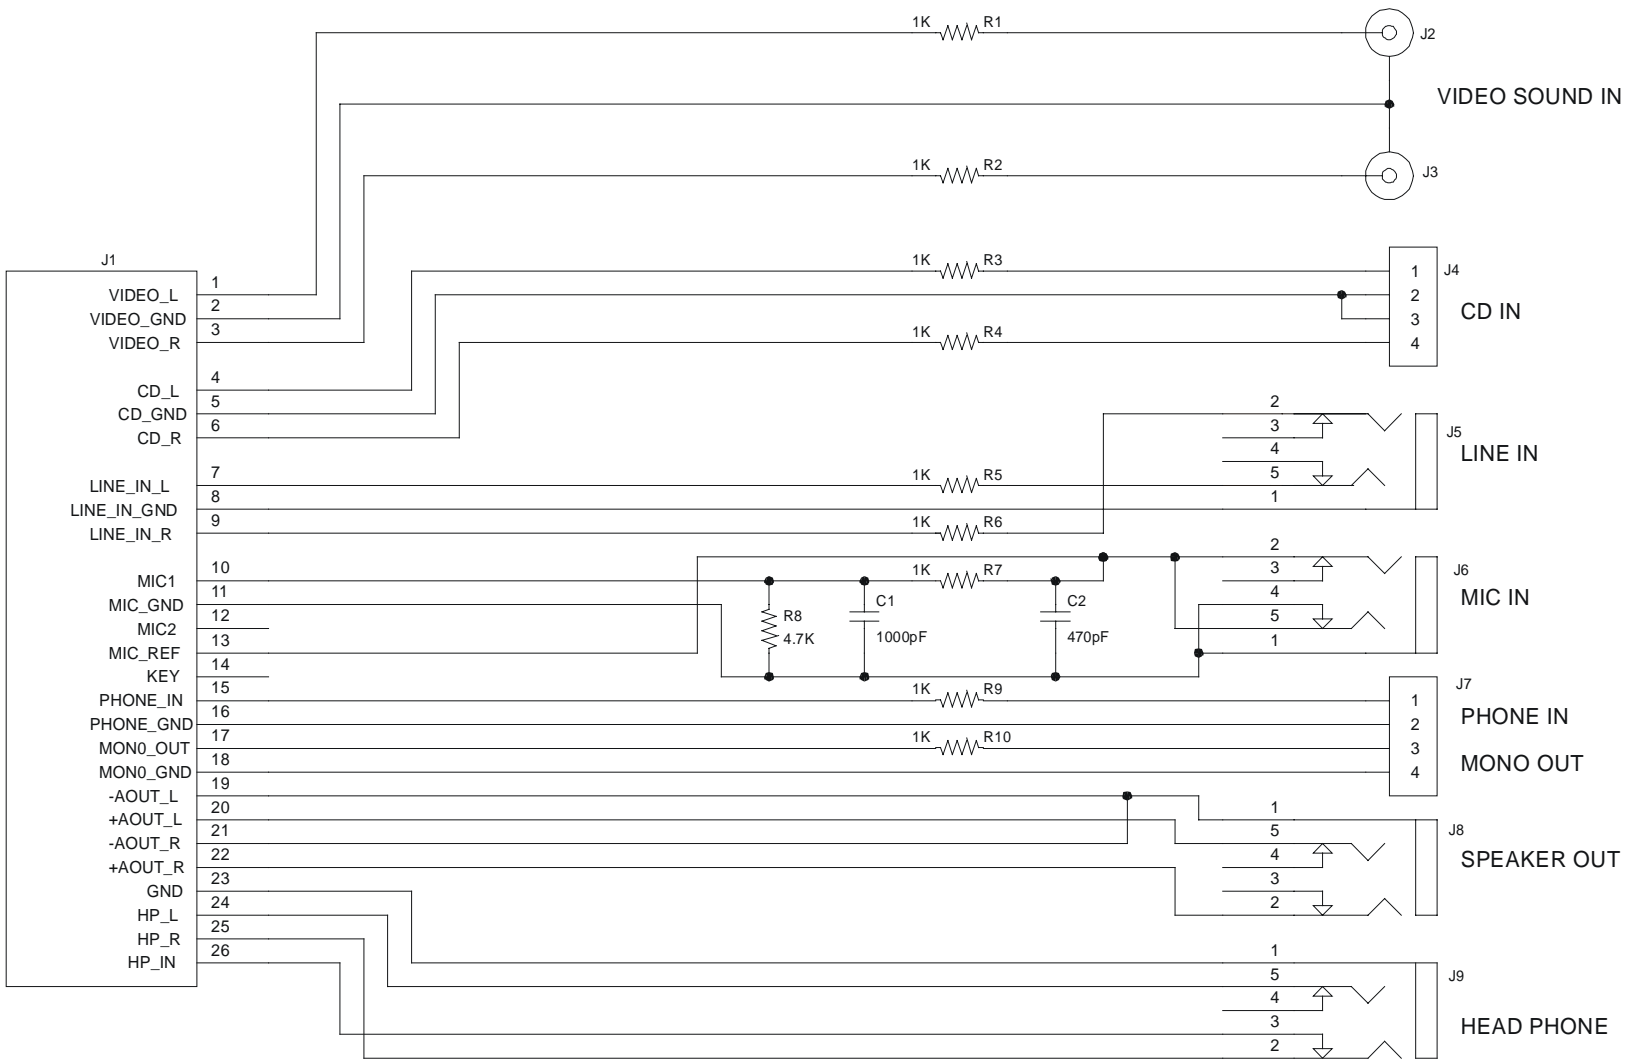 1K R1
J2
VIDEO SOUND IN
1K R2
J3
J1
1K R3
1 J4
VIDEO_L 1
2
VIDEO_GND 2
3
CD IN
VIDEO_R 3
1K R4
4
CD_L 4
CD_GND 5
CD_R 6
2
3
4
5
1
J5
LINE IN
LINE_IN_L 7
1K R5
LINE_IN_GND 8
LINE_IN_R 9
1K R6
2
3
4
5
1
J6
MIC IN
MIC1 10
1K R7
MIC_GND 11
MIC2 12
MIC_REF 13
KEY 14
R8
4.7K
C1
1000pF
C2
470pF
PHONE_IN 15
1K R9
PHONE_GND 16
MON0_OUT 17
1K R10
MON0_GND 18
J7
1
2
3
4
PHONE IN
MONO OUT
-AOUT_L 19
+AOUT_L 20
-AOUT_R 21
+AOUT_R 22
1
5
4
3
2
J8
SPEAKER OUT
GND 23
HP_L 24
HP_R 25
HP_IN 26
1
5
4
3
2
J9
HEAD PHONE